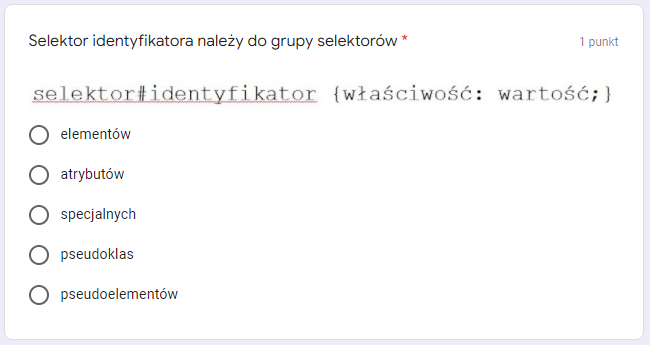 Selektor identyfikatora należy do grupy selektorów *
1 punkt
selektor#identyfikator {właściwość: wartość;}
elementów
atrybutów
specjalnych
pseudoklas
pseudoelementów